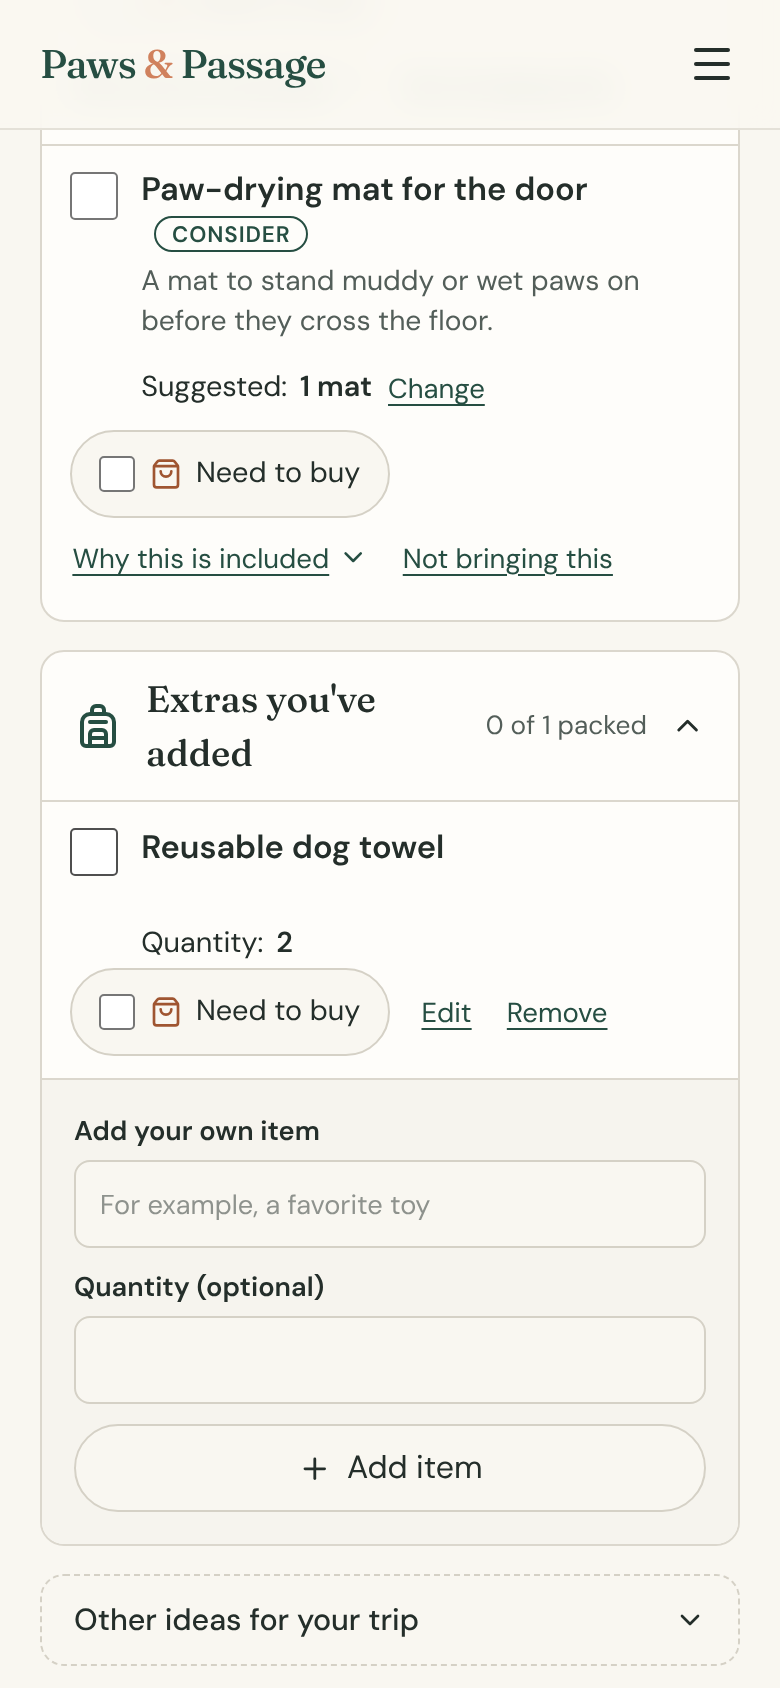 Paws & Passage
Paw-drying mat for the door
CONSIDER
A mat to stand muddy or wet paws on
before they cross the floor.
Suggested: 1 mat Change
Need to buy
Why this is included Not bringing this
Extras you've
added
0 of 1 packed
Reusable dog towel
Quantity: 2
Need to buy Edit Remove
Add your own item
For example, a favorite toy
Quantity (optional)
+ Add item
Other ideas for your trip